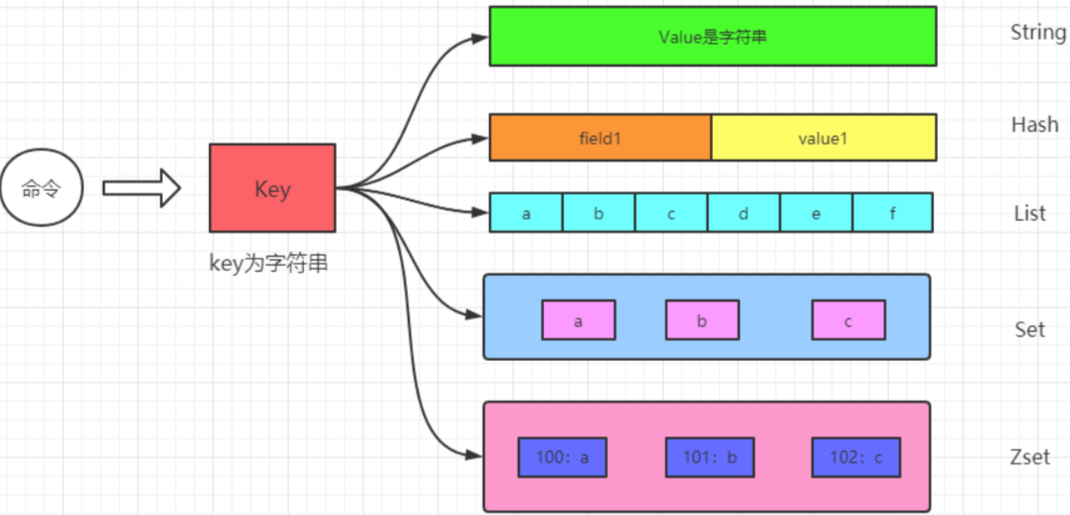 Value是字符串
String
field1
value1
Hash
命令
Key
key为字符串
a
b
c
d
e
f
List
a
b
c
Set
100: a
101: b
102: c
Zset